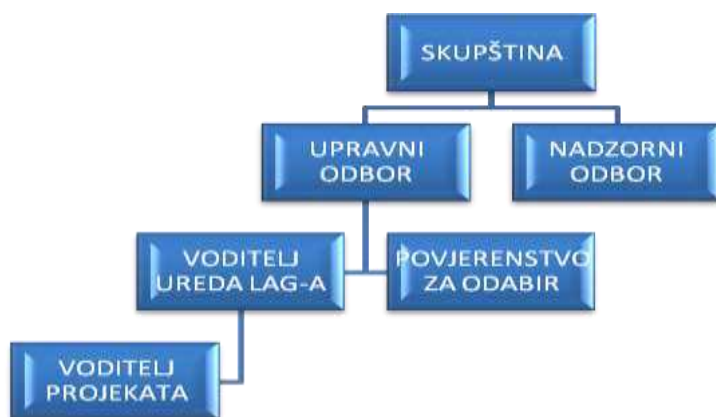 SKUPŠTINA
UPRAVNI
ODBOR
NADZORNI
ODBOR
VODITELJ
UREDA LAG-A
POVJERENSTVO
ZA ODABIR
VODITELJ
PROJEKATA